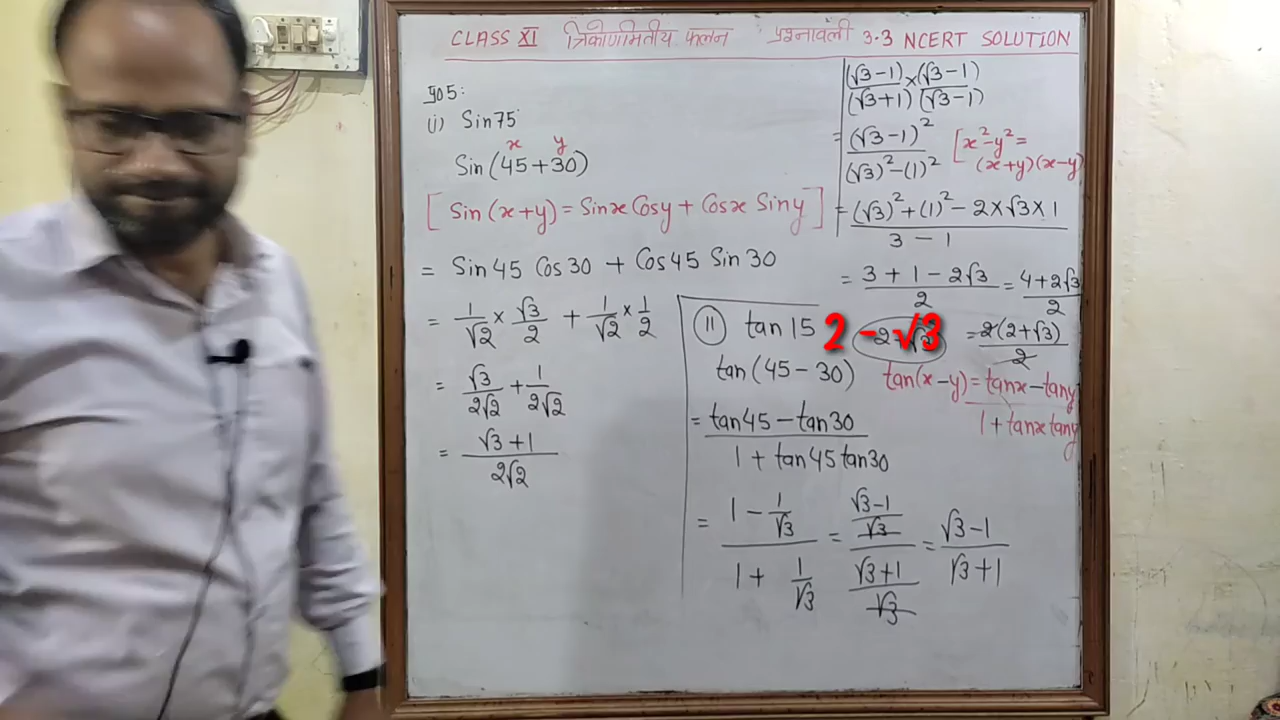 CLASS XI त्रिकोणमितीय फलन प्रश्नावली 3.3 NCERT SOLUTION
प्र05:
(i) Sin75°
x y
Sin(45+30)
[ Sin(x+y) = Sinx Cosy + Cosx Siny ]
= Sin45 Cos30 + Cos45 Sin30
= 1/√2 × √3/2 + 1/√2 × 1/2
= √3/2√2 + 1/2√2
= √3+1/2√2
(II) tan 15 2-√3
tan(45-30) tan(x-y) = tanx - tany/1 + tanx tany
= tan45 - tan30/1 + tan45 tan30
= 1 - 1/√3/1 + 1/√3 = √3-1/√3/√3+1/√3 = √3-1/√3+1
(√3-1)/(√3+1) × (√3-1)/(√3-1)
= (√3-1)²/(√3)²-(1)² [x²-y²=
(x+y)(x-y)
= (√3)²+(1)²-2×√3×1/3-1
= 3+1-2√3/2 = 4+2√3/2
= 2(2+√3)/2